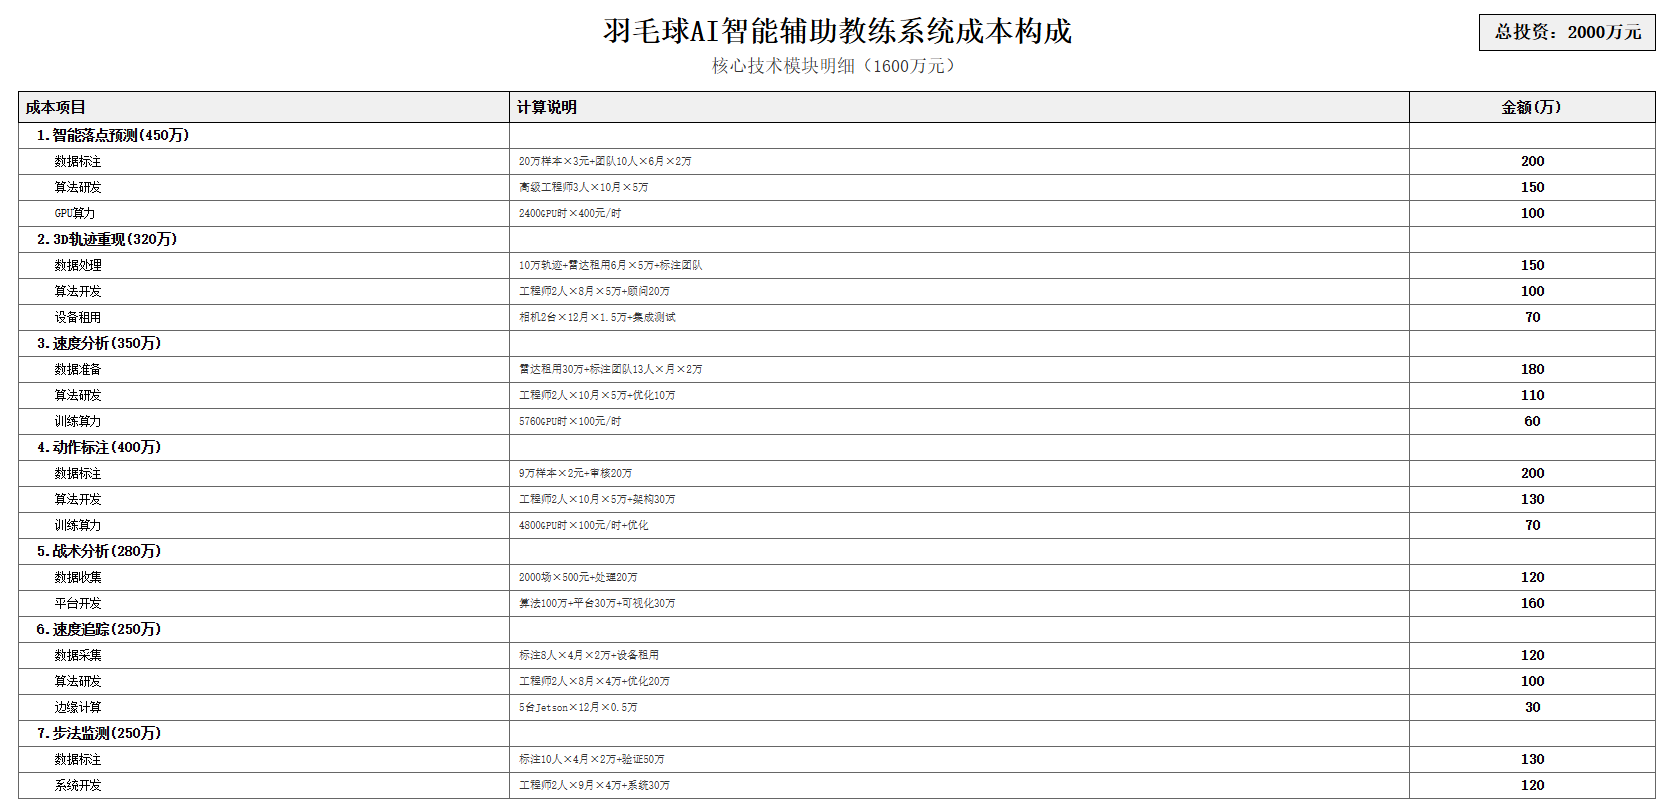 羽毛球AI智能辅助教练系统成本构成
总投资：2000万元
核心技术模块明细（1600万元）
成本项目 计算说明 金额(万)
1.智能落点预测(450万)
数据标注 20万样本×3元+团队10人×6月×2万 200
算法研发 高级工程师3人×10月×5万 150
GPU算力 2400GPU时×400元/时 100
2.3D轨迹重现(320万)
数据处理 10万轨迹+雷达租用6月×5万+标注团队 150
算法开发 工程师2人×8月×5万+顾问20万 100
设备租用 相机2台×12月×1.5万+集成测试 70
3.速度分析(350万)
数据准备 雷达租用30万+标注团队13人×月×2万 180
算法研发 工程师2人×10月×5万+优化10万 110
训练算力 5760GPU时×100元/时 60
4.动作标注(400万)
数据标注 9万样本×2元+审核20万 200
算法开发 工程师2人×10月×5万+架构30万 130
训练算力 4800GPU时×100元/时+优化 70
5.战术分析(280万)
数据收集 2000场×500元+处理20万 120
平台开发 算法100万+平台30万+可视化30万 160
6.速度追踪(250万)
数据采集 标注8人×4月×2万+设备租用 120
算法研发 工程师2人×8月×4万+优化20万 100
边缘计算 5台Jetson×12月×0.5万 30
7.步法监测(250万)
数据标注 标注10人×4月×2万+验证50万 130
系统开发 工程师2人×9月×4万+系统30万 120